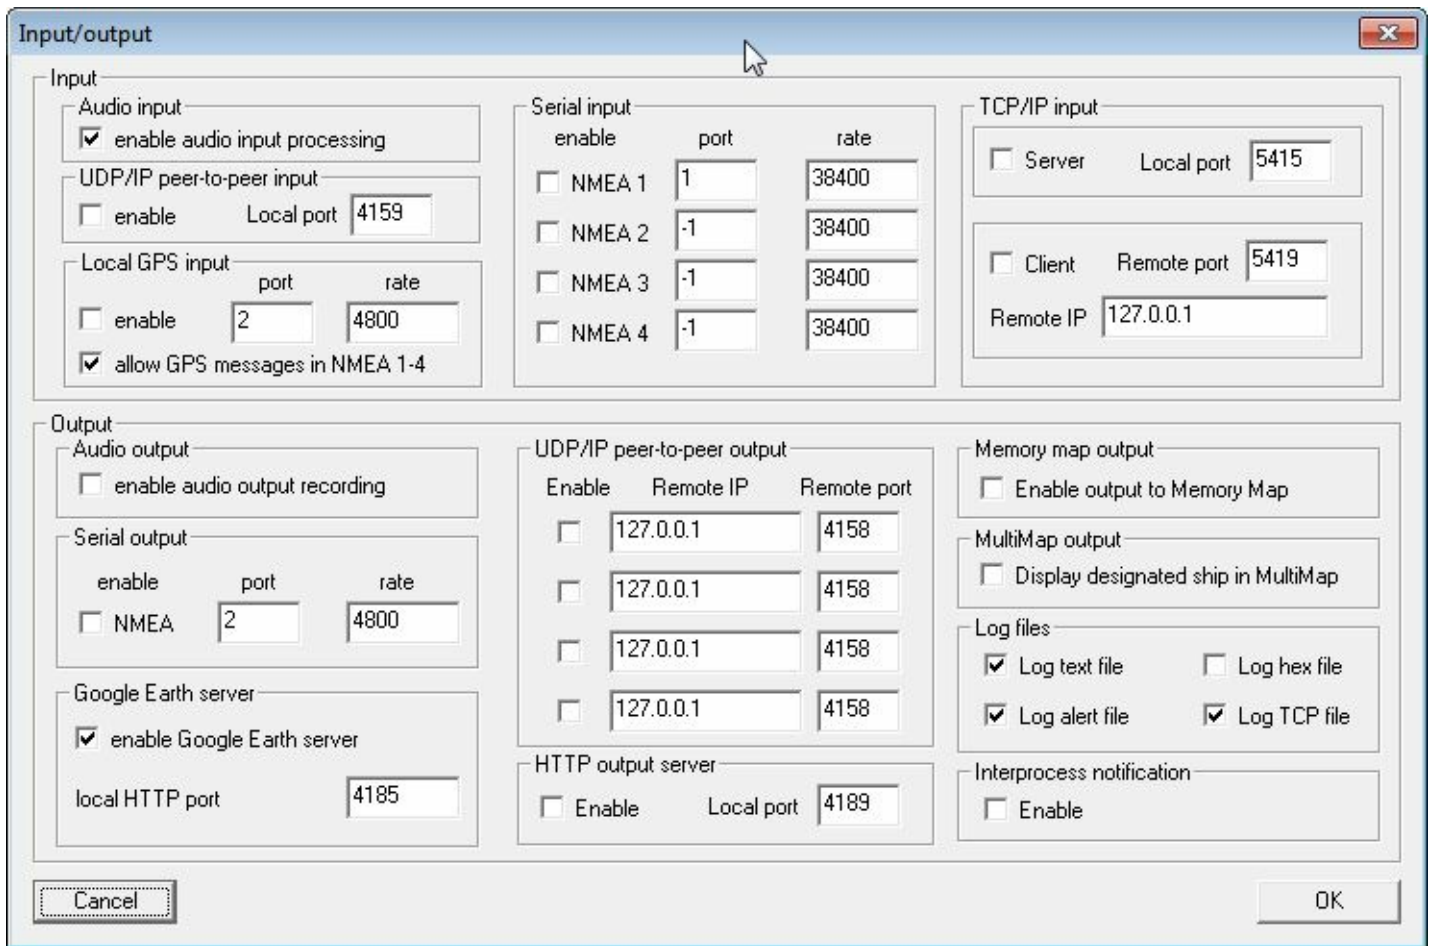 Input/output
Input
Audio input
enable audio input processing
UDP/IP peer-to-peer input
enable Local port 4159
Local GPS input
port rate
enable 2 4800
allow GPS messages in NMEA 1-4
Serial input
enable port rate
NMEA 1 1 38400
NMEA 2 -1 38400
NMEA 3 -1 38400
NMEA 4 -1 38400
TCP/IP input
Server Local port 5415
Client Remote port 5419
Remote IP 127.0.0.1
Output
Audio output
enable audio output recording
Serial output
enable port rate
NMEA 2 4800
Google Earth server
enable Google Earth server
local HTTP port 4185
UDP/IP peer-to-peer output
Enable Remote IP Remote port
127.0.0.1 4158
127.0.0.1 4158
127.0.0.1 4158
127.0.0.1 4158
HTTP output server
Enable Local port 4189
Memory map output
Enable output to Memory Map
MultiMap output
Display designated ship in MultiMap
Log files
Log text file Log hex file
Log alert file Log TCP file
Interprocess notification
Enable
Cancel OK